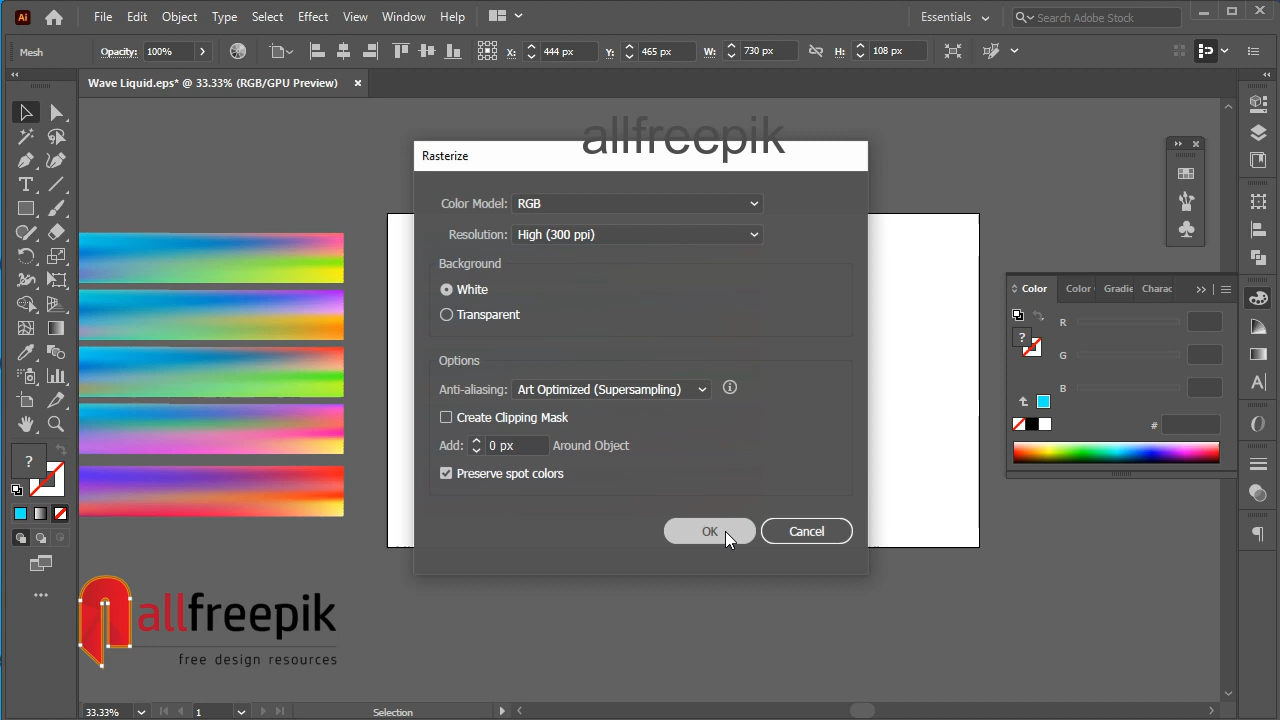 Ai File Edit Object Type Select Effect View Window Help Essentials Search Adobe Stock
Mesh Opacity: 100% X: 444 px Y: 465 px W: 730 px H: 108 px
Wave Liquid.eps* @ 33.33% (RGB/GPU Preview)
allfreepik
Rasterize
Color Model: RGB
Resolution: High (300 ppi)
Background
White
Transparent
Options
Anti-aliasing: Art Optimized (Supersampling)
Create Clipping Mask
Add: 0 px Around Object
Preserve spot colors
OK Cancel
Color Color Gradie Charac
R
?
G
B
#
?
allfreepik
free design resources
33.33% 1 Selection